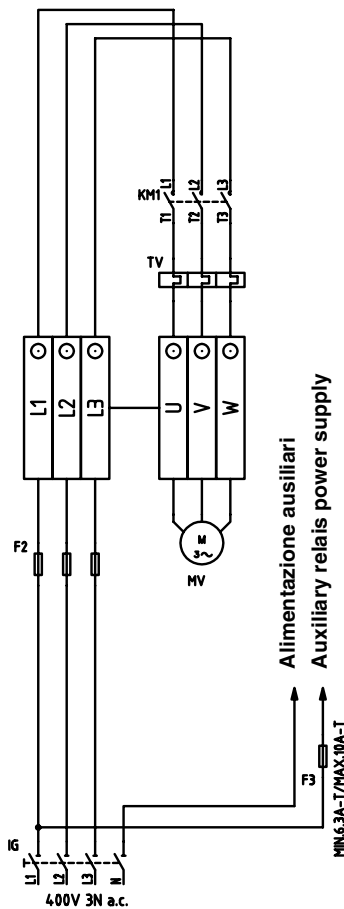 KM1
L1
L2
L3
T1
T2
T3
TV
L1
L2
L3
U
V
W
M
3~
MV
F2
Alimentazione ausiliari
Auxiliary relais power supply
F3
MIN.6.3A-T/MAX.10A-T
IG
L1
L2
L3
N
400V 3N a.c.